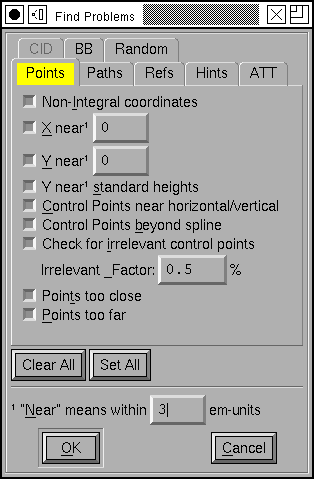 Find Problems
CID BB Random
Points Paths Refs Hints ATT
Non-Integral coordinates
X near¹ 0
Y near¹ 0
Y near¹ standard heights
Control Points near horizontal/vertical
Control Points beyond spline
Check for irrelevant control points
Irrelevant _Factor: 0.5 %
Points too close
Points too far
Clear All Set All
¹ "Near" means within 3 em-units
OK Cancel